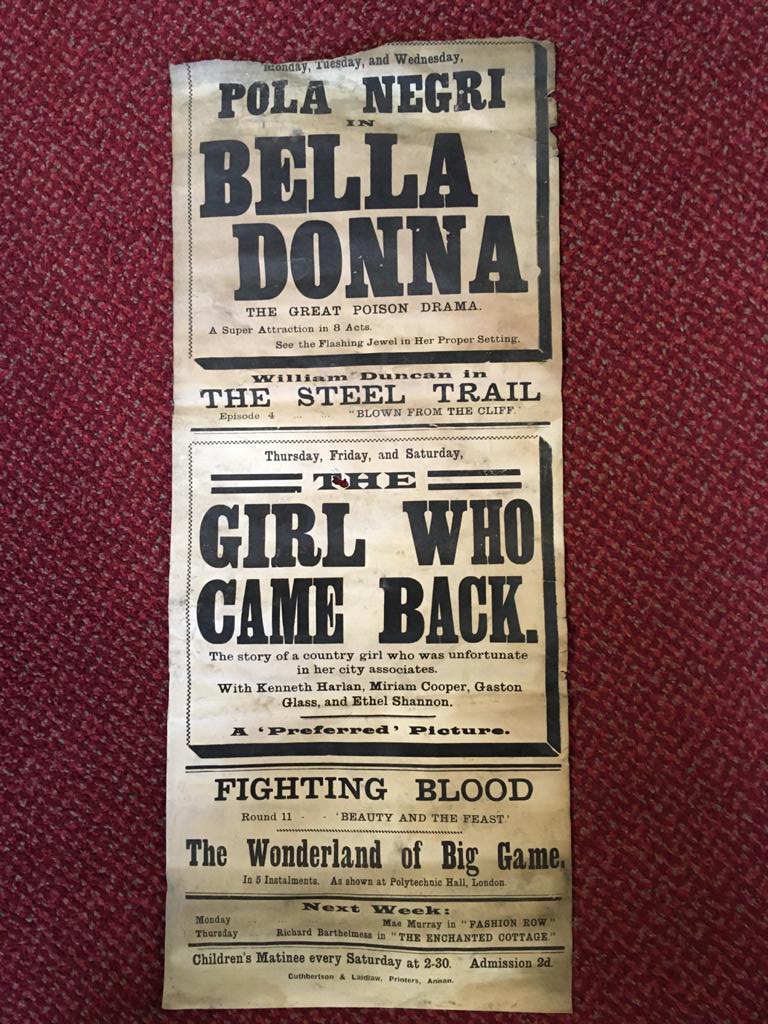 Monday, Tuesday, and Wednesday,
POLA NEGRI
IN
BELLA
DONNA
THE GREAT POISON DRAMA.
A Super Attraction in 8 Acts.
See the Flashing Jewel in Her Proper Setting.
William Duncan in
THE STEEL TRAIL
Episode 4 ... ... "BLOWN FROM THE CLIFF."
Thursday, Friday, and Saturday,
THE
GIRL WHO
CAME BACK.
The story of a country girl who was unfortunate
in her city associates.
With Kenneth Harlan, Miriam Cooper, Gaston
Glass, and Ethel Shannon.
A 'Preferred' Picture.
FIGHTING BLOOD
Round 11 - - 'BEAUTY AND THE FEAST.'
The Wonderland of Big Game.
In 5 Instalments. As shown at Polytechnic Hall, London.
Next Week:
Monday ... ... ... ... Mae Murray in "FASHION ROW."
Thursday ... Richard Barthelmess in "THE ENCHANTED COTTAGE."
Children's Matinee every Saturday at 2-30. Admission 2d.
Cuthbertson & Laidlaw, Printers, Annan.